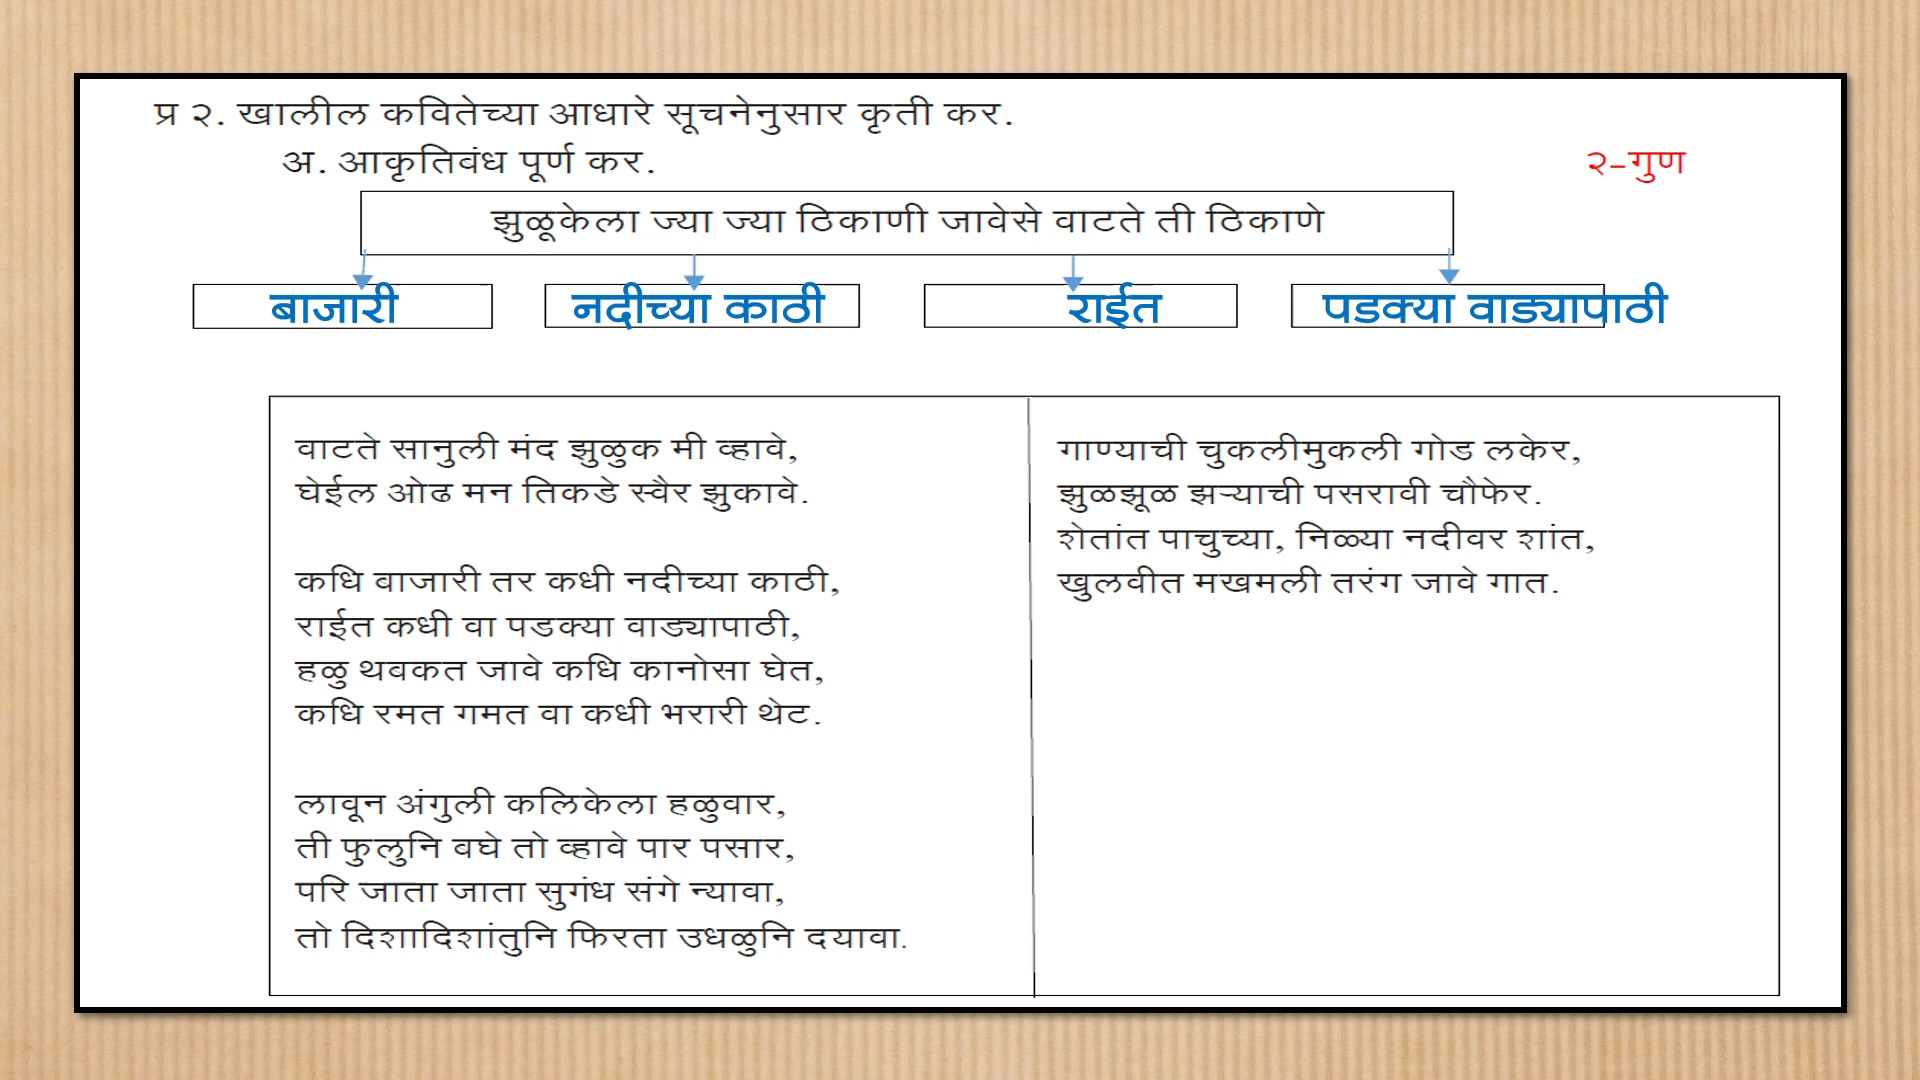 प्र २. खालील कवितेच्या आधारे सूचनेनुसार कृती कर.
अ. आकृतिबंध पूर्ण कर. २-गुण
झुळूकेला ज्या ज्या ठिकाणी जावेसे वाटते ती ठिकाणे
बाजारी नदीच्या काठी राईत पडक्या वाड्यापाठी
वाटते सानुली मंद झुळुक मी व्हावे,
घेईल ओढ मन तिकडे स्वैर झुकावे.
कधि बाजारी तर कधी नदीच्या काठी,
राईत कधी वा पडक्या वाड्यापाठी,
हळु थबकत जावे कधि कानोसा घेत,
कधि रमत गमत वा कधी भरारी थेट.
लावून अंगुली कलिकेला हळुवार,
ती फुलुनि वघे तो व्हावे पार पसार,
परि जाता जाता सुगंध संगे न्यावा,
तो दिशादिशांतुनि फिरता उधळुनि दयावा.
गाण्याची चुकलीमुकली गोड लकेर,
झुळझूळ झऱ्याची पसरावी चौफेर.
शेतांत पाचुच्या, निळ्या नदीवर शांत,
खुलवीत मखमली तरंग जावे गात.